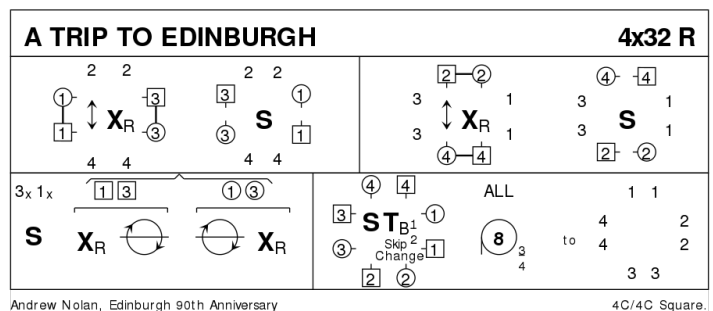 A TRIP TO EDINBURGH 4x32 R
2 2 2 2 2 2 4 4
1 3 3 1 3 1 3 1
X R S X R S
1 3 3 1 3 1 3 1
4 4 4 4 4 4 2 2
3x 1x 1 3 1 3
S X R X R
4 4
3 1
S T B 1
Skip 2
Change
3 1
2 2
ALL
8 3
4
to
1 1
4 2
4 2
3 3
Andrew Nolan, Edinburgh 90th Anniversary 4C/4C Square.